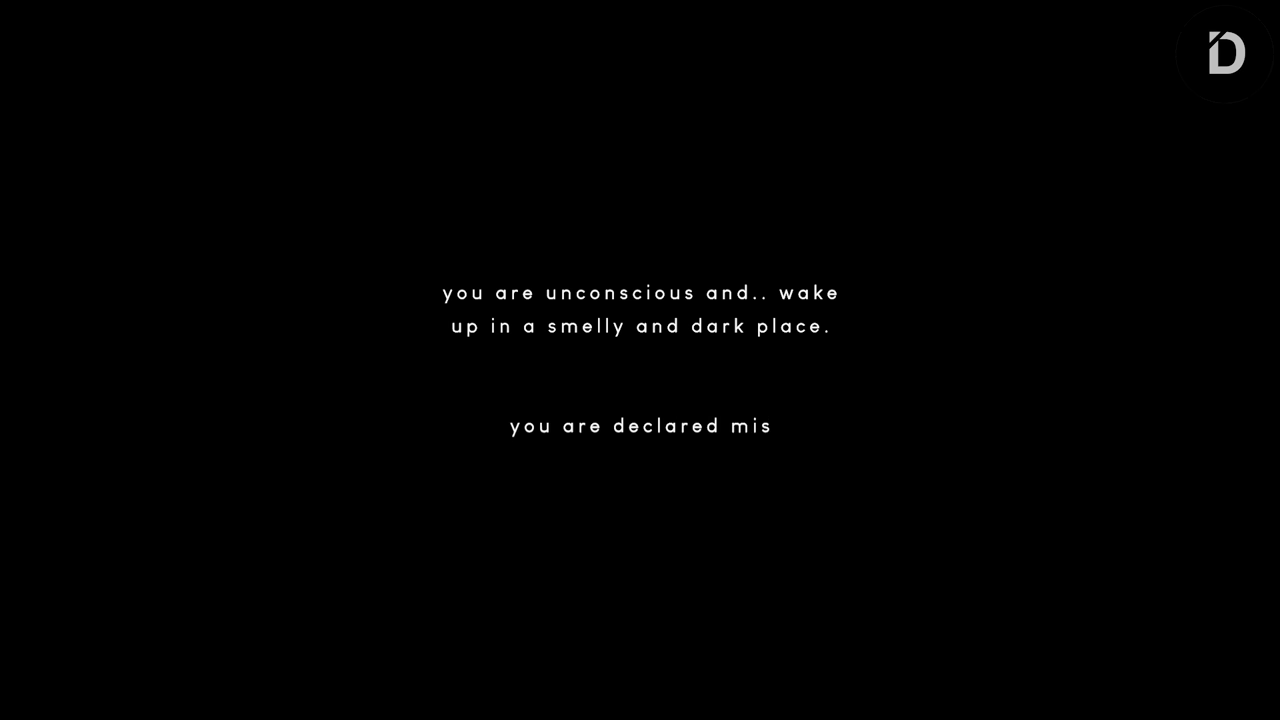 D
you are unconscious and.. wake
up in a smelly and dark place.
you are declared mis